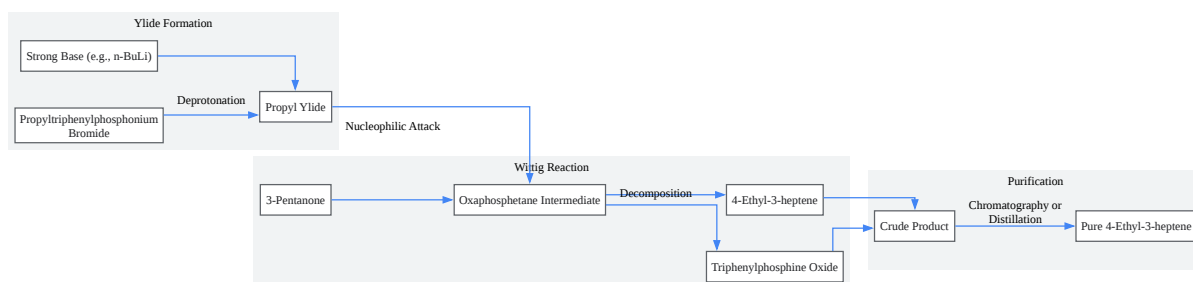 Ylide Formation
Strong Base (e.g., n-BuLi)
Deprotonation
Propyl Ylide
Propyltriphenylphosphonium
Bromide
Nucleophilic Attack
Wittig Reaction
3-Pentanone
Oxaphosphetane Intermediate
Decomposition
4-Ethyl-3-heptene
Triphenylphosphine Oxide
Purification
Crude Product
Chromatography or
Distillation
Pure 4-Ethyl-3-heptene